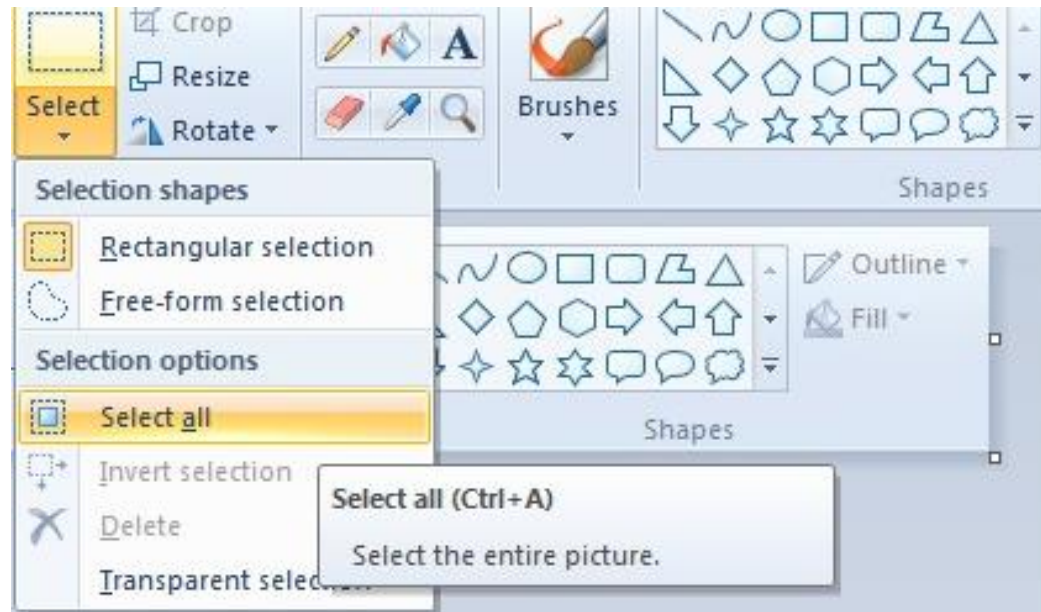 Crop
Resize
Rotate
Select
A
Brushes
Shapes
Selection shapes
Rectangular selection
Free-form selection
Selection options
Select all
Invert selection
Delete
Transparent
Outline
Fill
Shapes
Select all (Ctrl+A)
Select the entire picture.